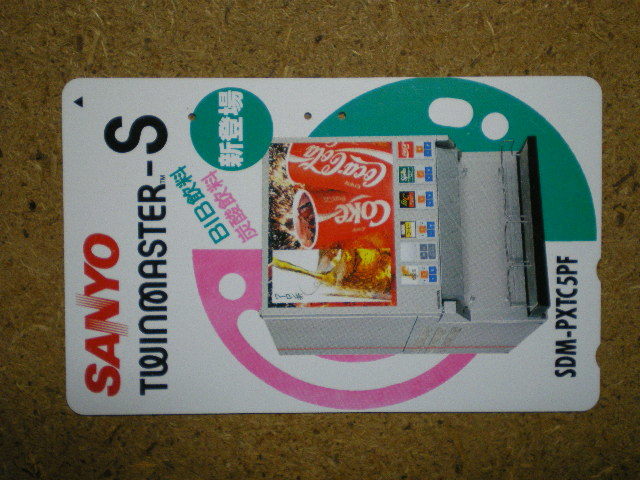 SANYO
TWINMASTER-S
TM
新登場
BIB飲料
炭酸飲料
Coca-Cola
Coke
SDM-PXTC5PF